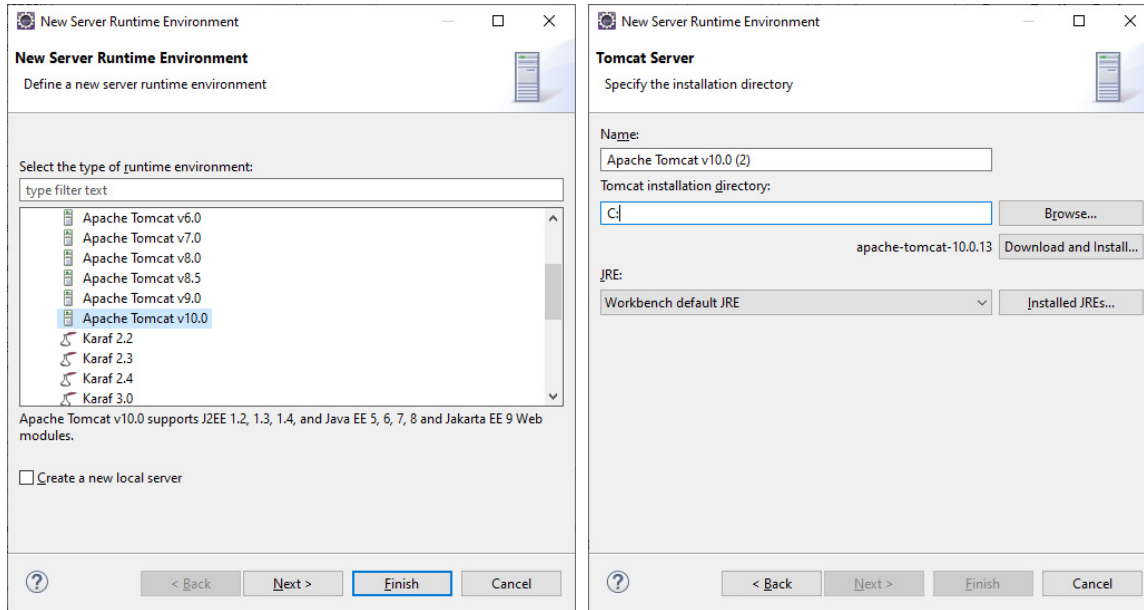 New Server Runtime Environment
New Server Runtime Environment
Define a new server runtime environment
Select the type of runtime environment:
type filter text
Apache Tomcat v6.0
Apache Tomcat v7.0
Apache Tomcat v8.0
Apache Tomcat v8.5
Apache Tomcat v9.0
Apache Tomcat v10.0
Karaf 2.2
Karaf 2.3
Karaf 2.4
Karaf 3.0
Apache Tomcat v10.0 supports J2EE 1.2, 1.3, 1.4, and Java EE 5, 6, 7, 8 and Jakarta EE 9 Web
modules.
Create a new local server
? < Back Next > Finish Cancel
New Server Runtime Environment
Tomcat Server
Specify the installation directory
Name:
Apache Tomcat v10.0 (2)
Tomcat installation directory:
C: Browse...
apache-tomcat-10.0.13 Download and Install...
JRE:
Workbench default JRE Installed JREs...
? < Back Next > Finish Cancel